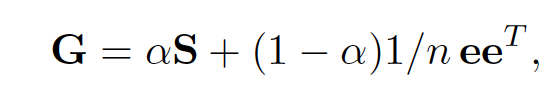 G = αS + (1 − α)1/n ee^T,